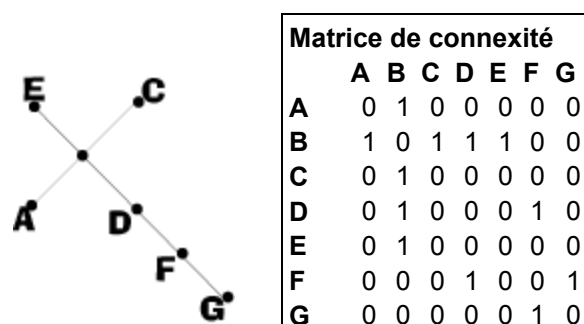 E
C
A
D
F
G
Matrice de connexité
A B C D E F G
A 0 1 0 0 0 0 0
B 1 0 1 1 1 0 0
C 0 1 0 0 0 0 0
D 0 1 0 0 0 1 0
E 0 1 0 0 0 0 0
F 0 0 0 1 0 0 1
G 0 0 0 0 0 1 0